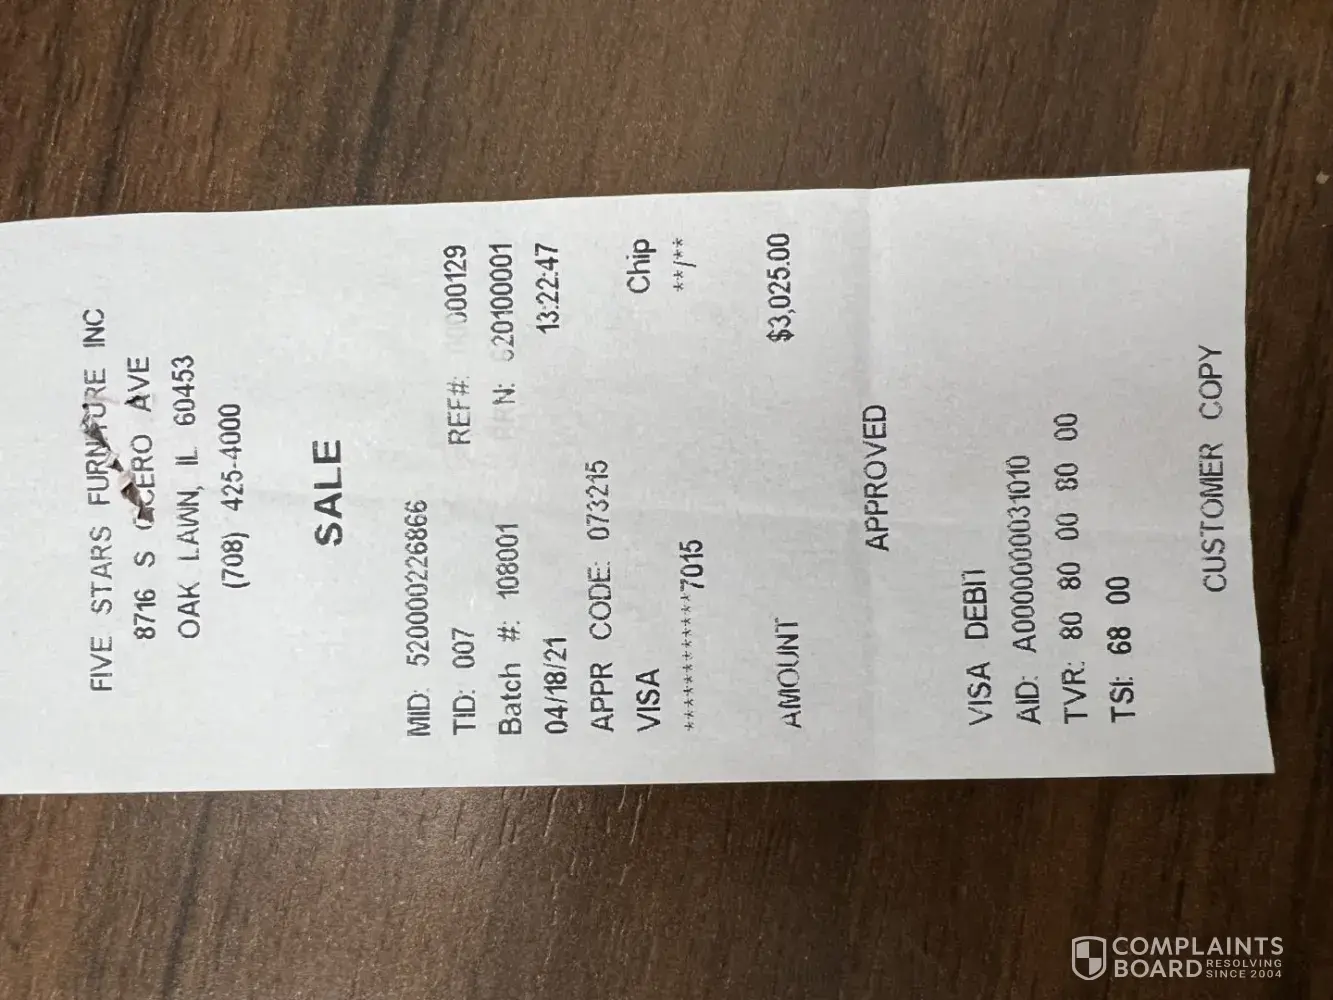 FIVE STARS FURNITURE INC
8716 S CICERO AVE
OAK LAWN, IL 60453
(708) 425-4000
SALE
MID: 520000226866
TID: 007 REF#: 00000129
Batch #: 108001 RRN: 620100001
04/18/21 13:22:47
APPR CODE: 073215
VISA Chip
************7015 **/**
AMOUNT $3,025.00
APPROVED
VISA DEBIT
AID: A0000000031010
TVR: 80 80 00 80 00
TSI: 68 00
CUSTOMER COPY
COMPLAINTS
BOARD RESOLVING
SINCE 2004